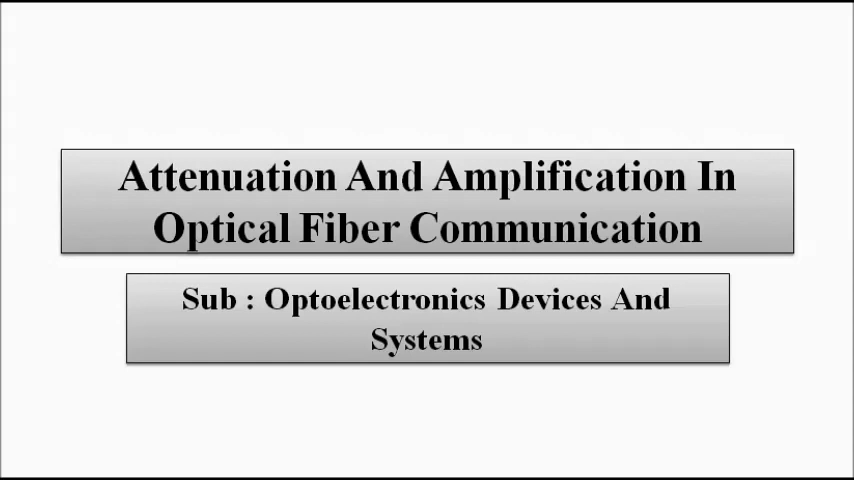 Attenuation And Amplification In
Optical Fiber Communication
Sub : Optoelectronics Devices And
Systems